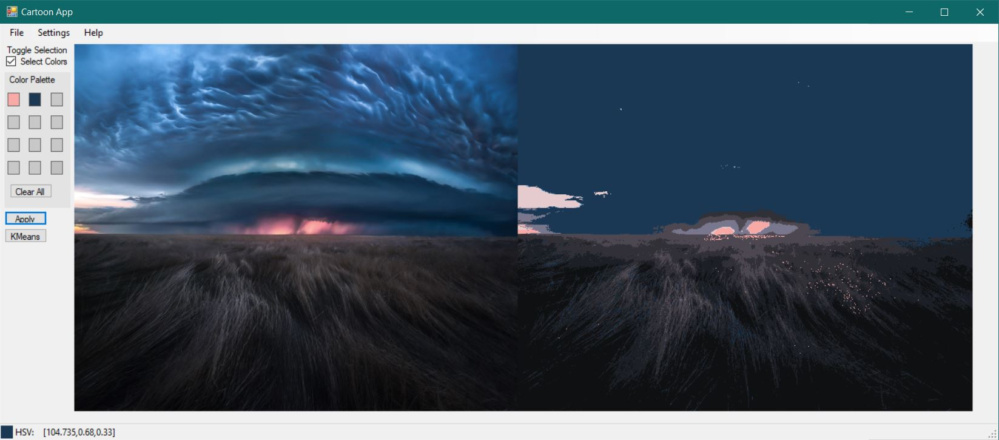 Cartoon App
File Settings Help
Toggle Selection
Select Colors
Color Palette
Clear All
Apply
KMeans
HSV: [104.735,0.68,0.33]